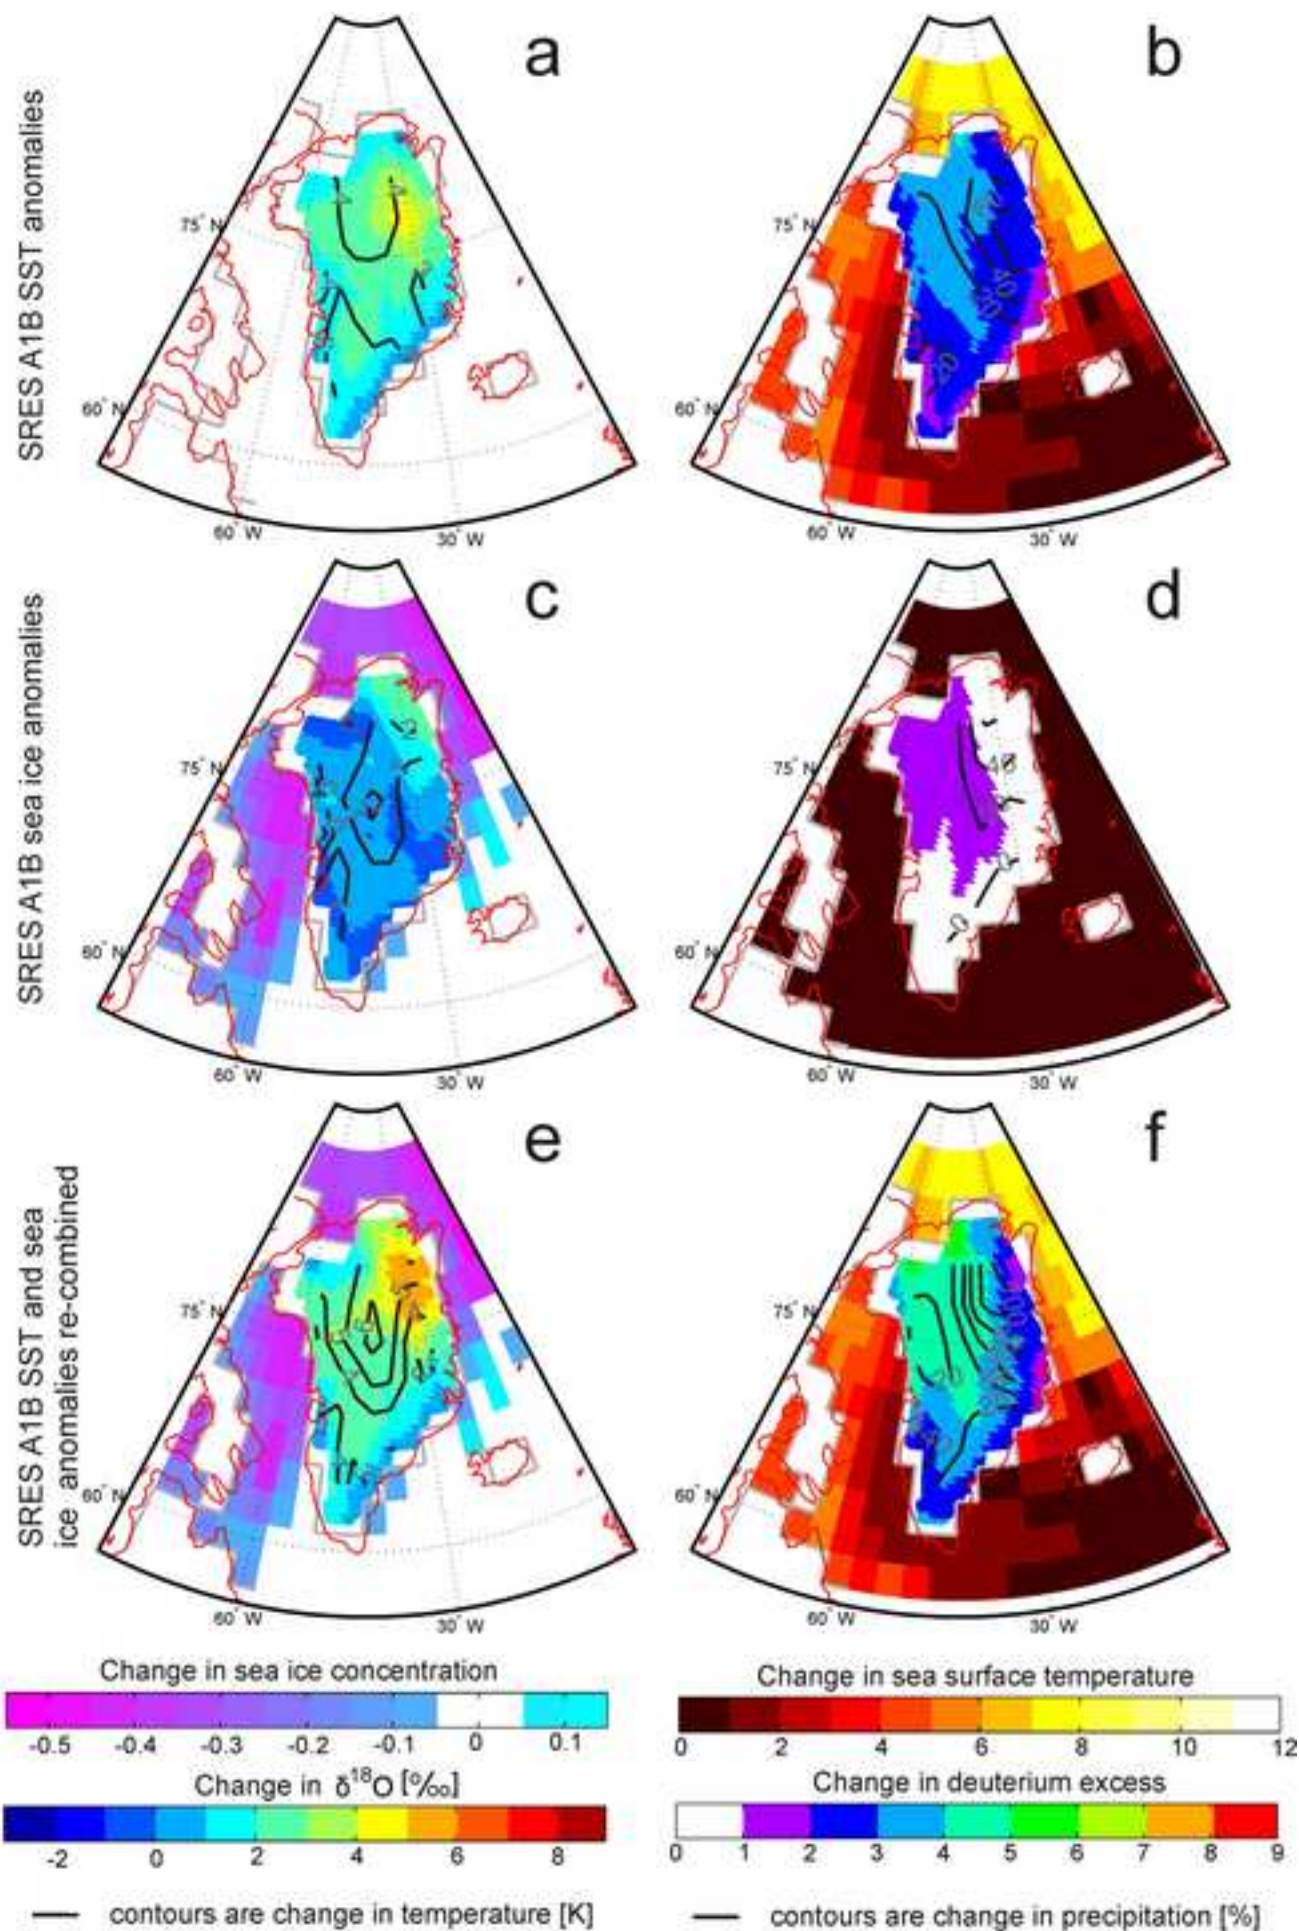 a
b
SRES A1B SST anomalies
75° N
60° N
60° W
30° W
75° N
60° N
60° W
30° W
c
d
SRES A1B sea ice anomalies
75° N
60° N
60° W
30° W
75° N
60° N
60° W
30° W
e
f
SRES A1B SST and sea
ice anomalies re-combined
75° N
60° N
60° W
30° W
75° N
60° N
60° W
30° W
Change in sea ice concentration
-0.5 -0.4 -0.3 -0.2 -0.1 0 0.1
Change in δ¹⁸O [‰]
-2 0 2 4 6 8
contours are change in temperature [K]
Change in sea surface temperature
0 2 4 6 8 10 12
Change in deuterium excess
0 1 2 3 4 5 6 7 8 9
contours are change in precipitation [%]